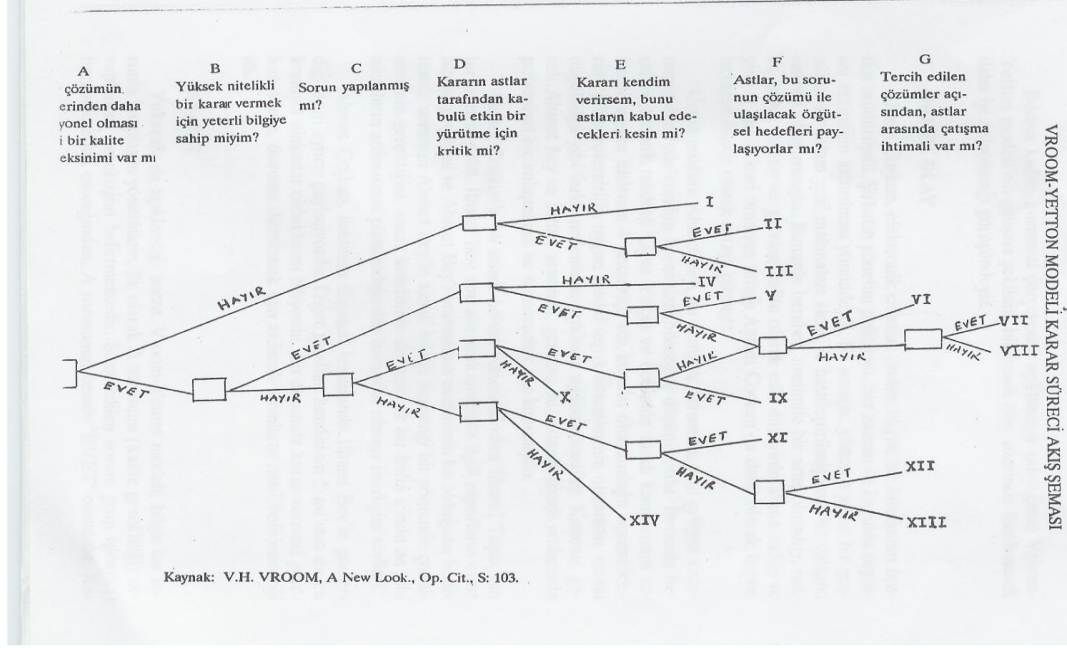 A
çözümün.
erinden daha
yonel olması
i bir kalite
eksinimi var mı
B
Yüksek nitelikli
bir karar vermek
için yeterli bilgiye
sahip miyim?
C
Sorun yapılanmış
mı?
D
Kararın astlar
tarafından ka-
bulü etkin bir
yürütme için
kritik mi?
E
Kararı kendim
verirsem, bunu
astların kabul ede-
cekleri kesin mi?
F
Astlar, bu soru-
nun çözümü ile
ulaşılacak örgüt-
sel hedefleri pay-
laşıyorlar mı?
G
Tercih edilen
çözümler açı-
sından, astlar
arasında çatışma
ihtimali var mı?
VROOM-YETTON MODELİ KARAR SÜRECİ AKIŞ ŞEMASI
HAYIR
I
EVET
EVET
II
HAYIR
III
HAYIR
HAYIR
IV
EVET
EVET
V
HAYIR
EVET
VI
EVET
VII
HAYIR
HAYIR
VIII
EVET
EVET
EVET
HAYIR
HAYIR
X
EVET
IX
EVET
HAYIR
HAYIR
EVET
EVET
XI
HAYIR
HAYIR
EVET
XII
HAYIR
XIII
XIV
Kaynak: V.H. VROOM, A New Look., Op. Cit., S: 103.